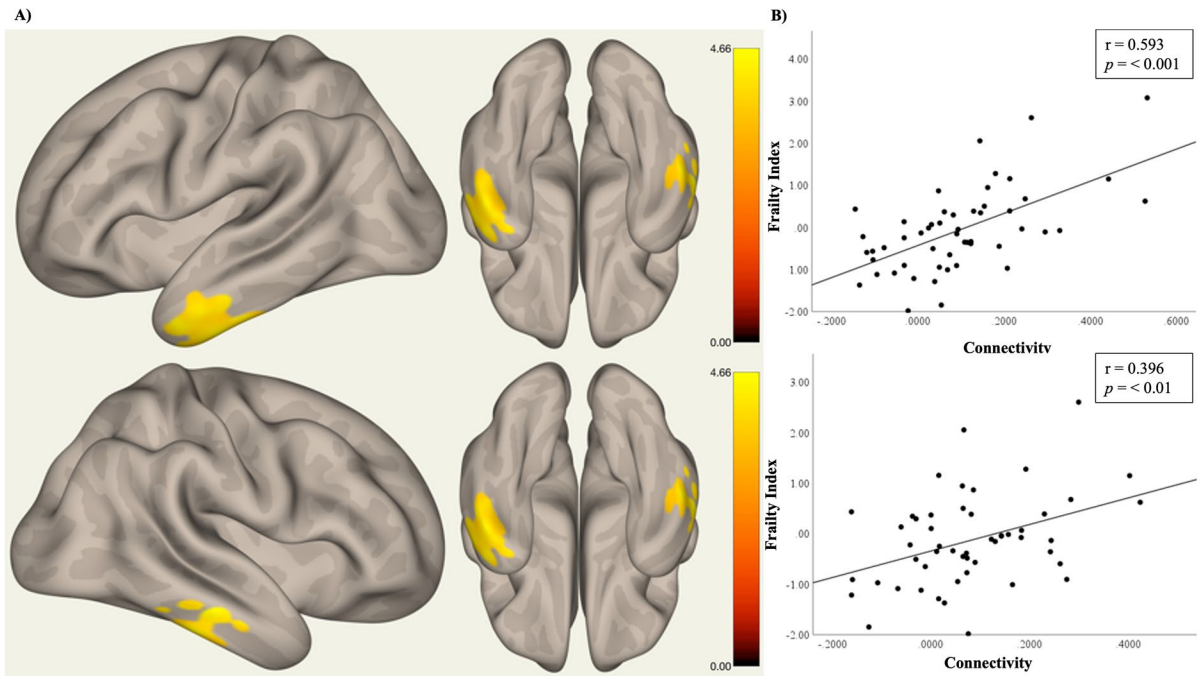 A)
B)
4.66
0.00
4.66
0.00
r = 0.593
p = < 0.001
Frailty Index
4.00
3.00
2.00
1.00
.00
1.00
-2.00
-.2000 .0000 .2000 .4000 .6000
Connectivity
r = 0.396
p = < 0.01
Frailty Index
3.00
2.00
1.00
.00
-1.00
-2.00
-.2000 .0000 .2000 .4000
Connectivity